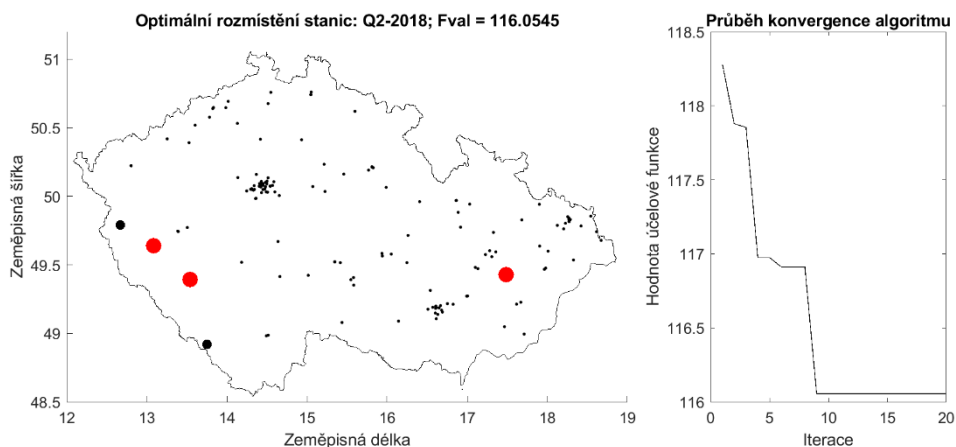 Optimální rozmístění stanic: Q2-2018; Fval = 116.0545
Zeměpisná šířka
51
50.5
50
49.5
49
48.5
12 13 14 15 16 17 18 19
Zeměpisná délka
Průběh konvergence algoritmu
Hodnota účelové funkce
118.5
118
117.5
117
116.5
116
0 5 10 15 20
Iterace